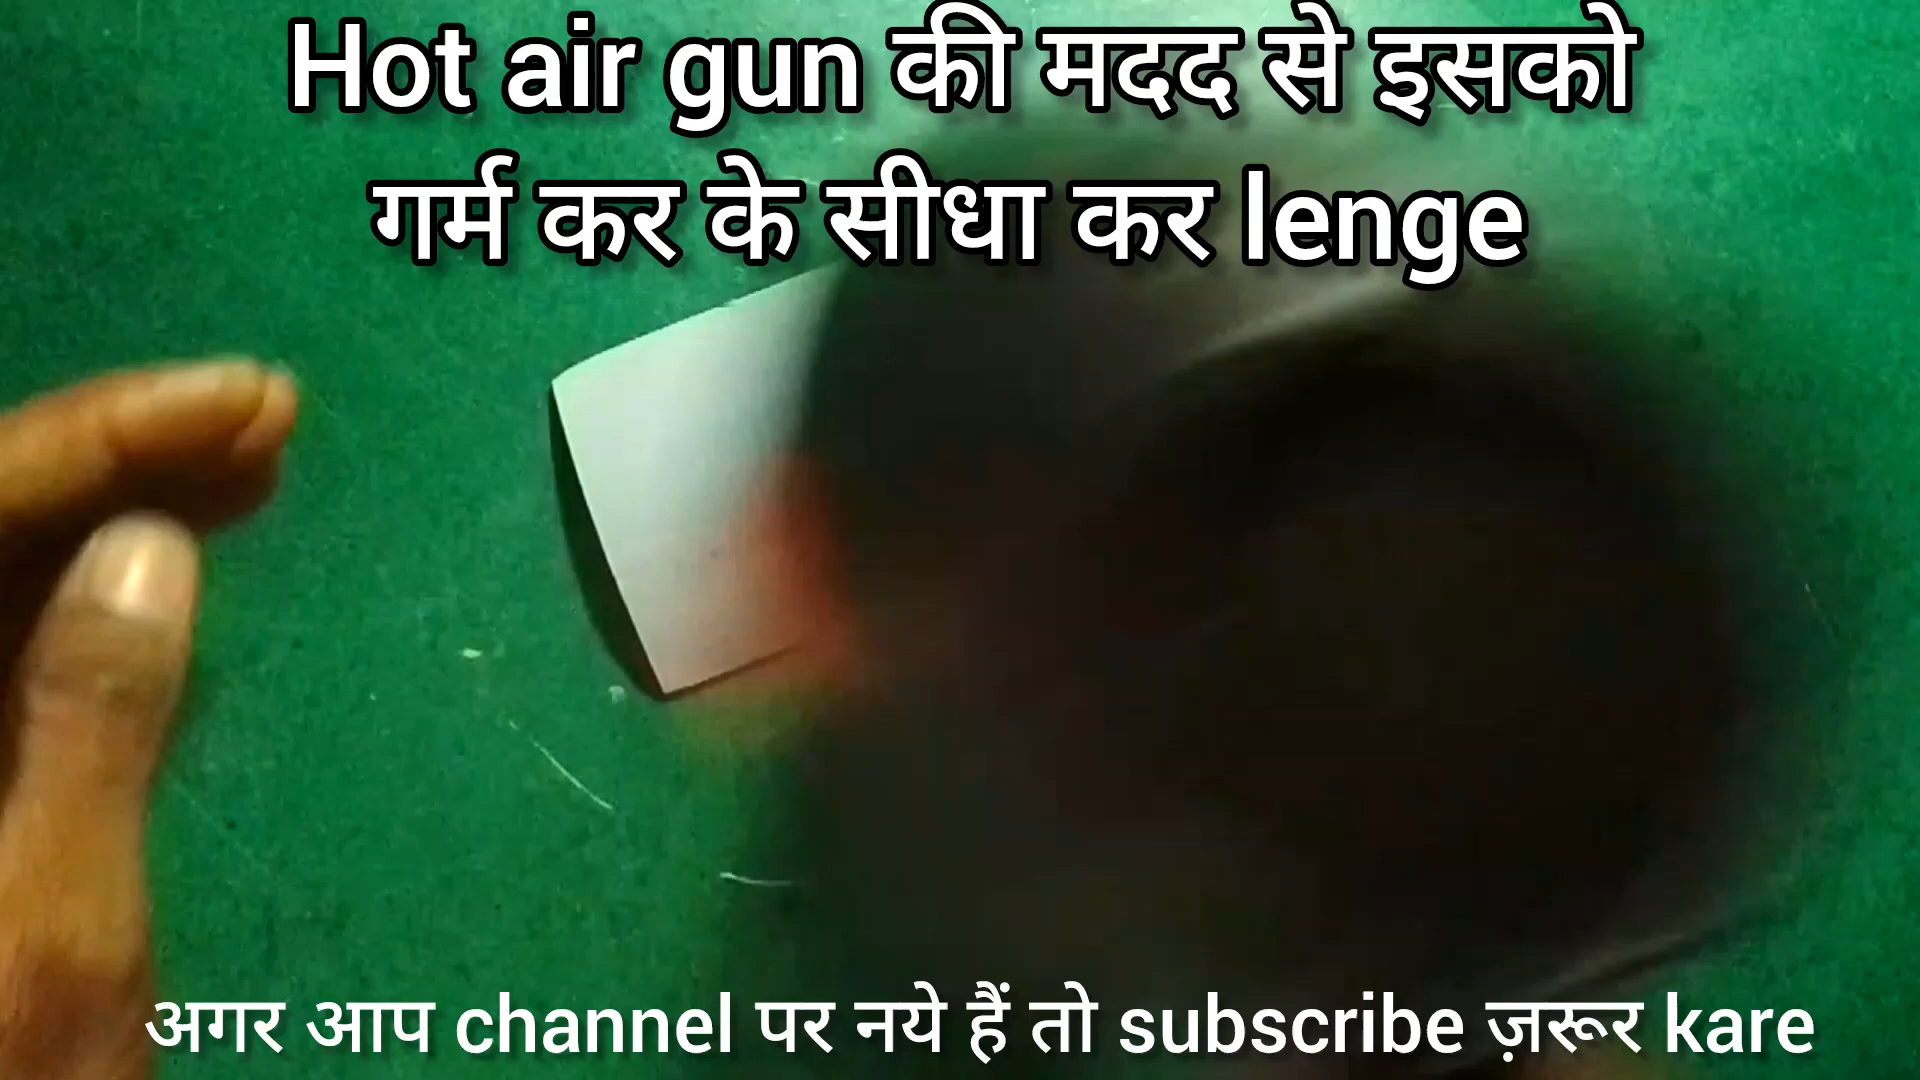 Hot air gun की मदद से इसको
गर्म कर के सीधा कर lenge
अगर आप channel पर नये हैं तो subscribe ज़रूर kare